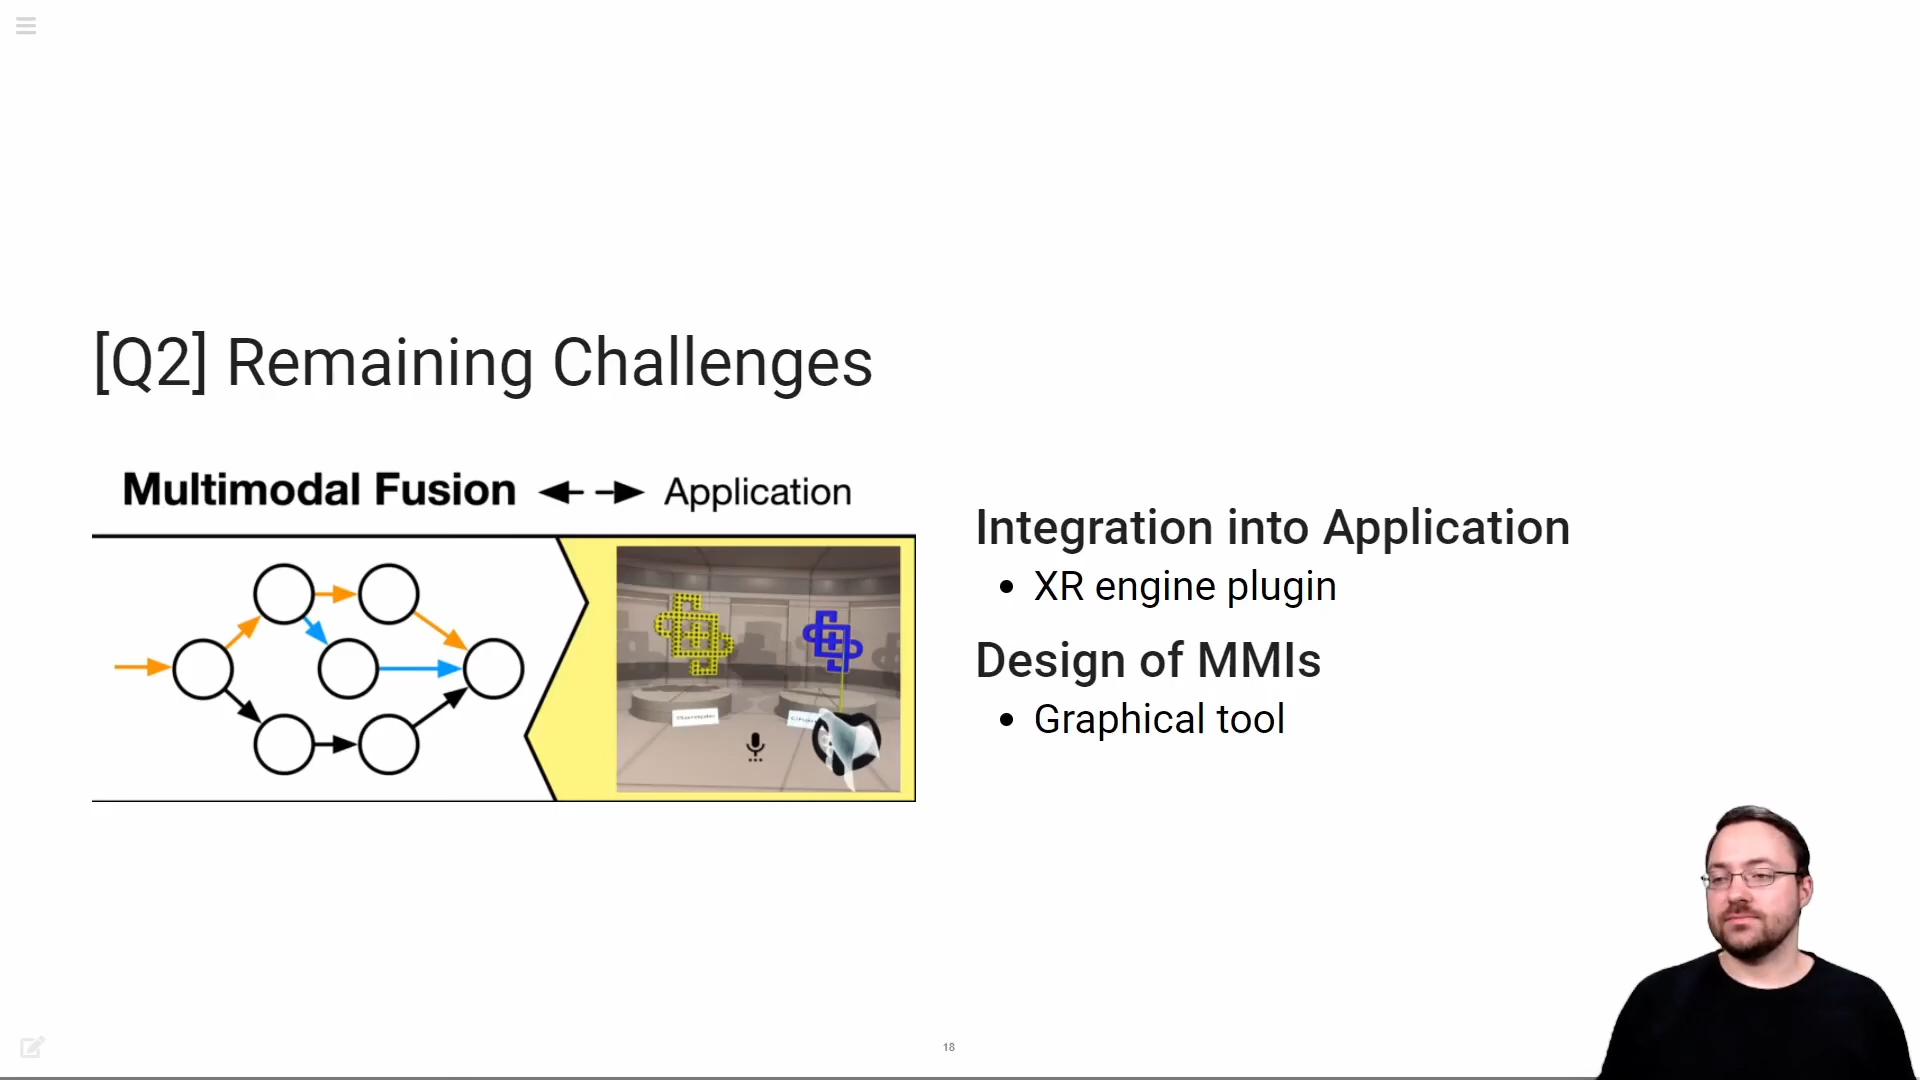 [Q2] Remaining Challenges
Multimodal Fusion
Application
Integration into Application
• XR engine plugin
Design of MMIs
• Graphical tool
18